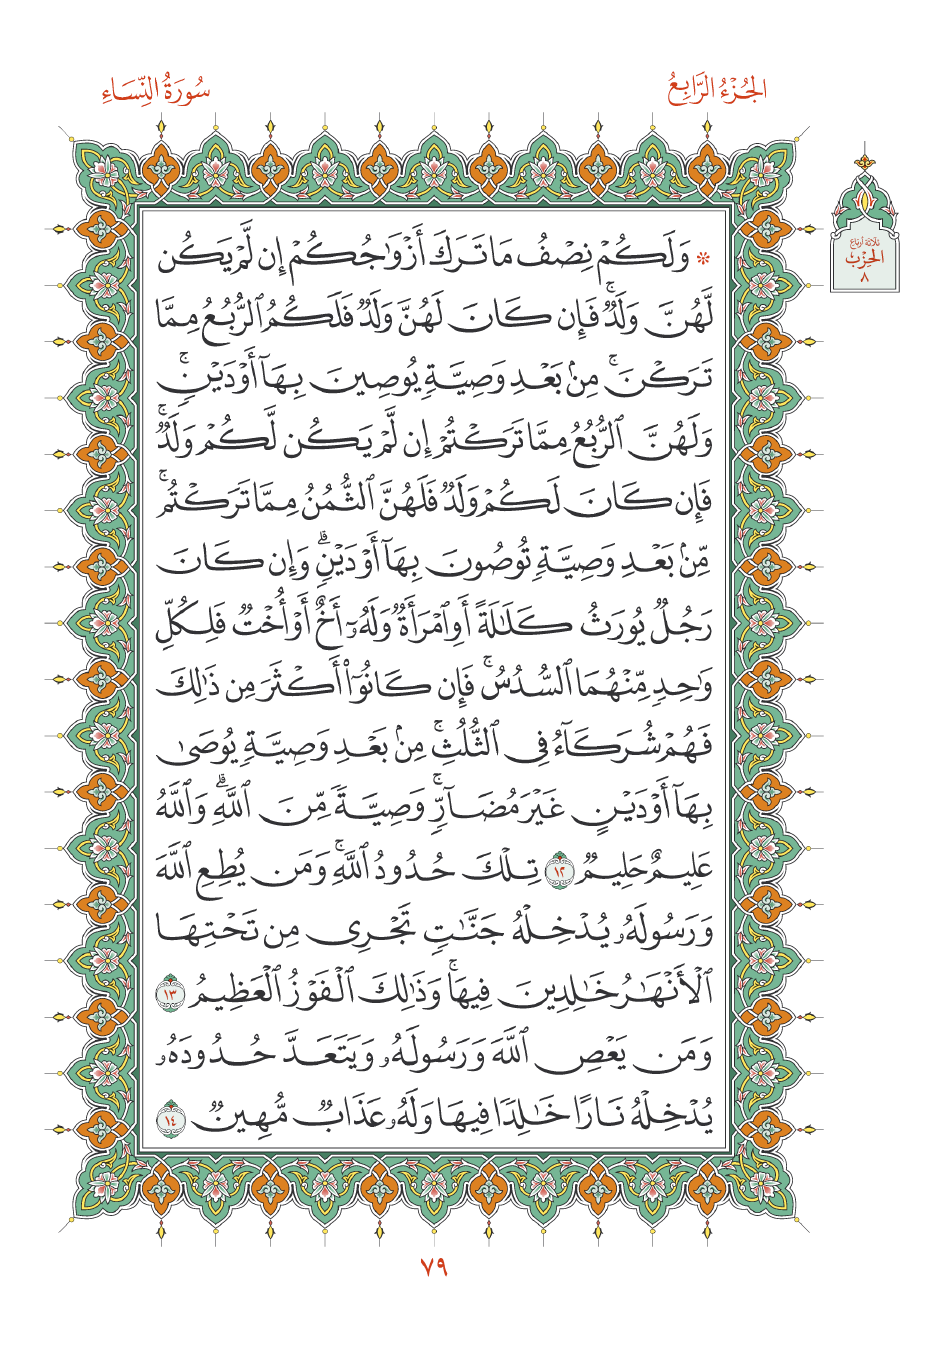 الجُزْءُ الرَّابِعُ
سُورَةُ النِّسَاءِ
ثلاثة أرباع
الحِزْب
٨
۞ وَلَكُمْ نِصْفُ مَا تَرَكَ أَزْوَٰجُكُمْ إِن لَّمْ يَكُن
لَّهُنَّ وَلَدٌۚ فَإِن كَانَ لَهُنَّ وَلَدٌ فَلَكُمُ ٱلرُّبُعُ مِمَّا
تَرَكْنَۚ مِنۢ بَعْدِ وَصِيَّةٍ يُوصِينَ بِهَآ أَوْ دَيْنٍۚ
وَلَهُنَّ ٱلرُّبُعُ مِمَّا تَرَكْتُمْ إِن لَّمْ يَكُن لَّكُمْ وَلَدٌۚ
فَإِن كَانَ لَكُمْ وَلَدٌ فَلَهُنَّ ٱلثُّمُنُ مِمَّا تَرَكْتُمۚ
مِّنۢ بَعْدِ وَصِيَّةٍ تُوصُونَ بِهَآ أَوْ دَيْنٍۗ وَإِن كَانَ
رَجُلٌ يُورَثُ كَلَٰلَةً أَوِ ٱمْرَأَةٌ وَلَهُۥٓ أَخٌ أَوْ أُخْتٌ فَلِكُلِّ
وَٰحِدٍ مِّنْهُمَا ٱلسُّدُسُۚ فَإِن كَانُوٓا۟ أَكْثَرَ مِن ذَٰلِكَ
فَهُمْ شُرَكَآءُ فِى ٱلثُّلُثِۚ مِنۢ بَعْدِ وَصِيَّةٍ يُوصَىٰ
بِهَآ أَوْ دَيْنٍ غَيْرَ مُضَآرٍّۚ وَصِيَّةً مِّنَ ٱللَّهِۗ وَٱللَّهُ
عَلِيمٌ حَلِيمٌ ١٢ تِلْكَ حُدُودُ ٱللَّهِۚ وَمَن يُطِعِ ٱللَّهَ
وَرَسُولَهُۥ يُدْخِلْهُ جَنَّٰتٍ تَجْرِى مِن تَحْتِهَا
ٱلْأَنْهَٰرُ خَٰلِدِينَ فِيهَاۚ وَذَٰلِكَ ٱلْفَوْزُ ٱلْعَظِيمُ ١٣
وَمَن يَعْصِ ٱللَّهَ وَرَسُولَهُۥ وَيَتَعَدَّ حُدُودَهُۥ
يُدْخِلْهُ نَارًا خَٰلِدًا فِيهَا وَلَهُۥ عَذَابٌ مُّهِينٌ ١٤
٧٩